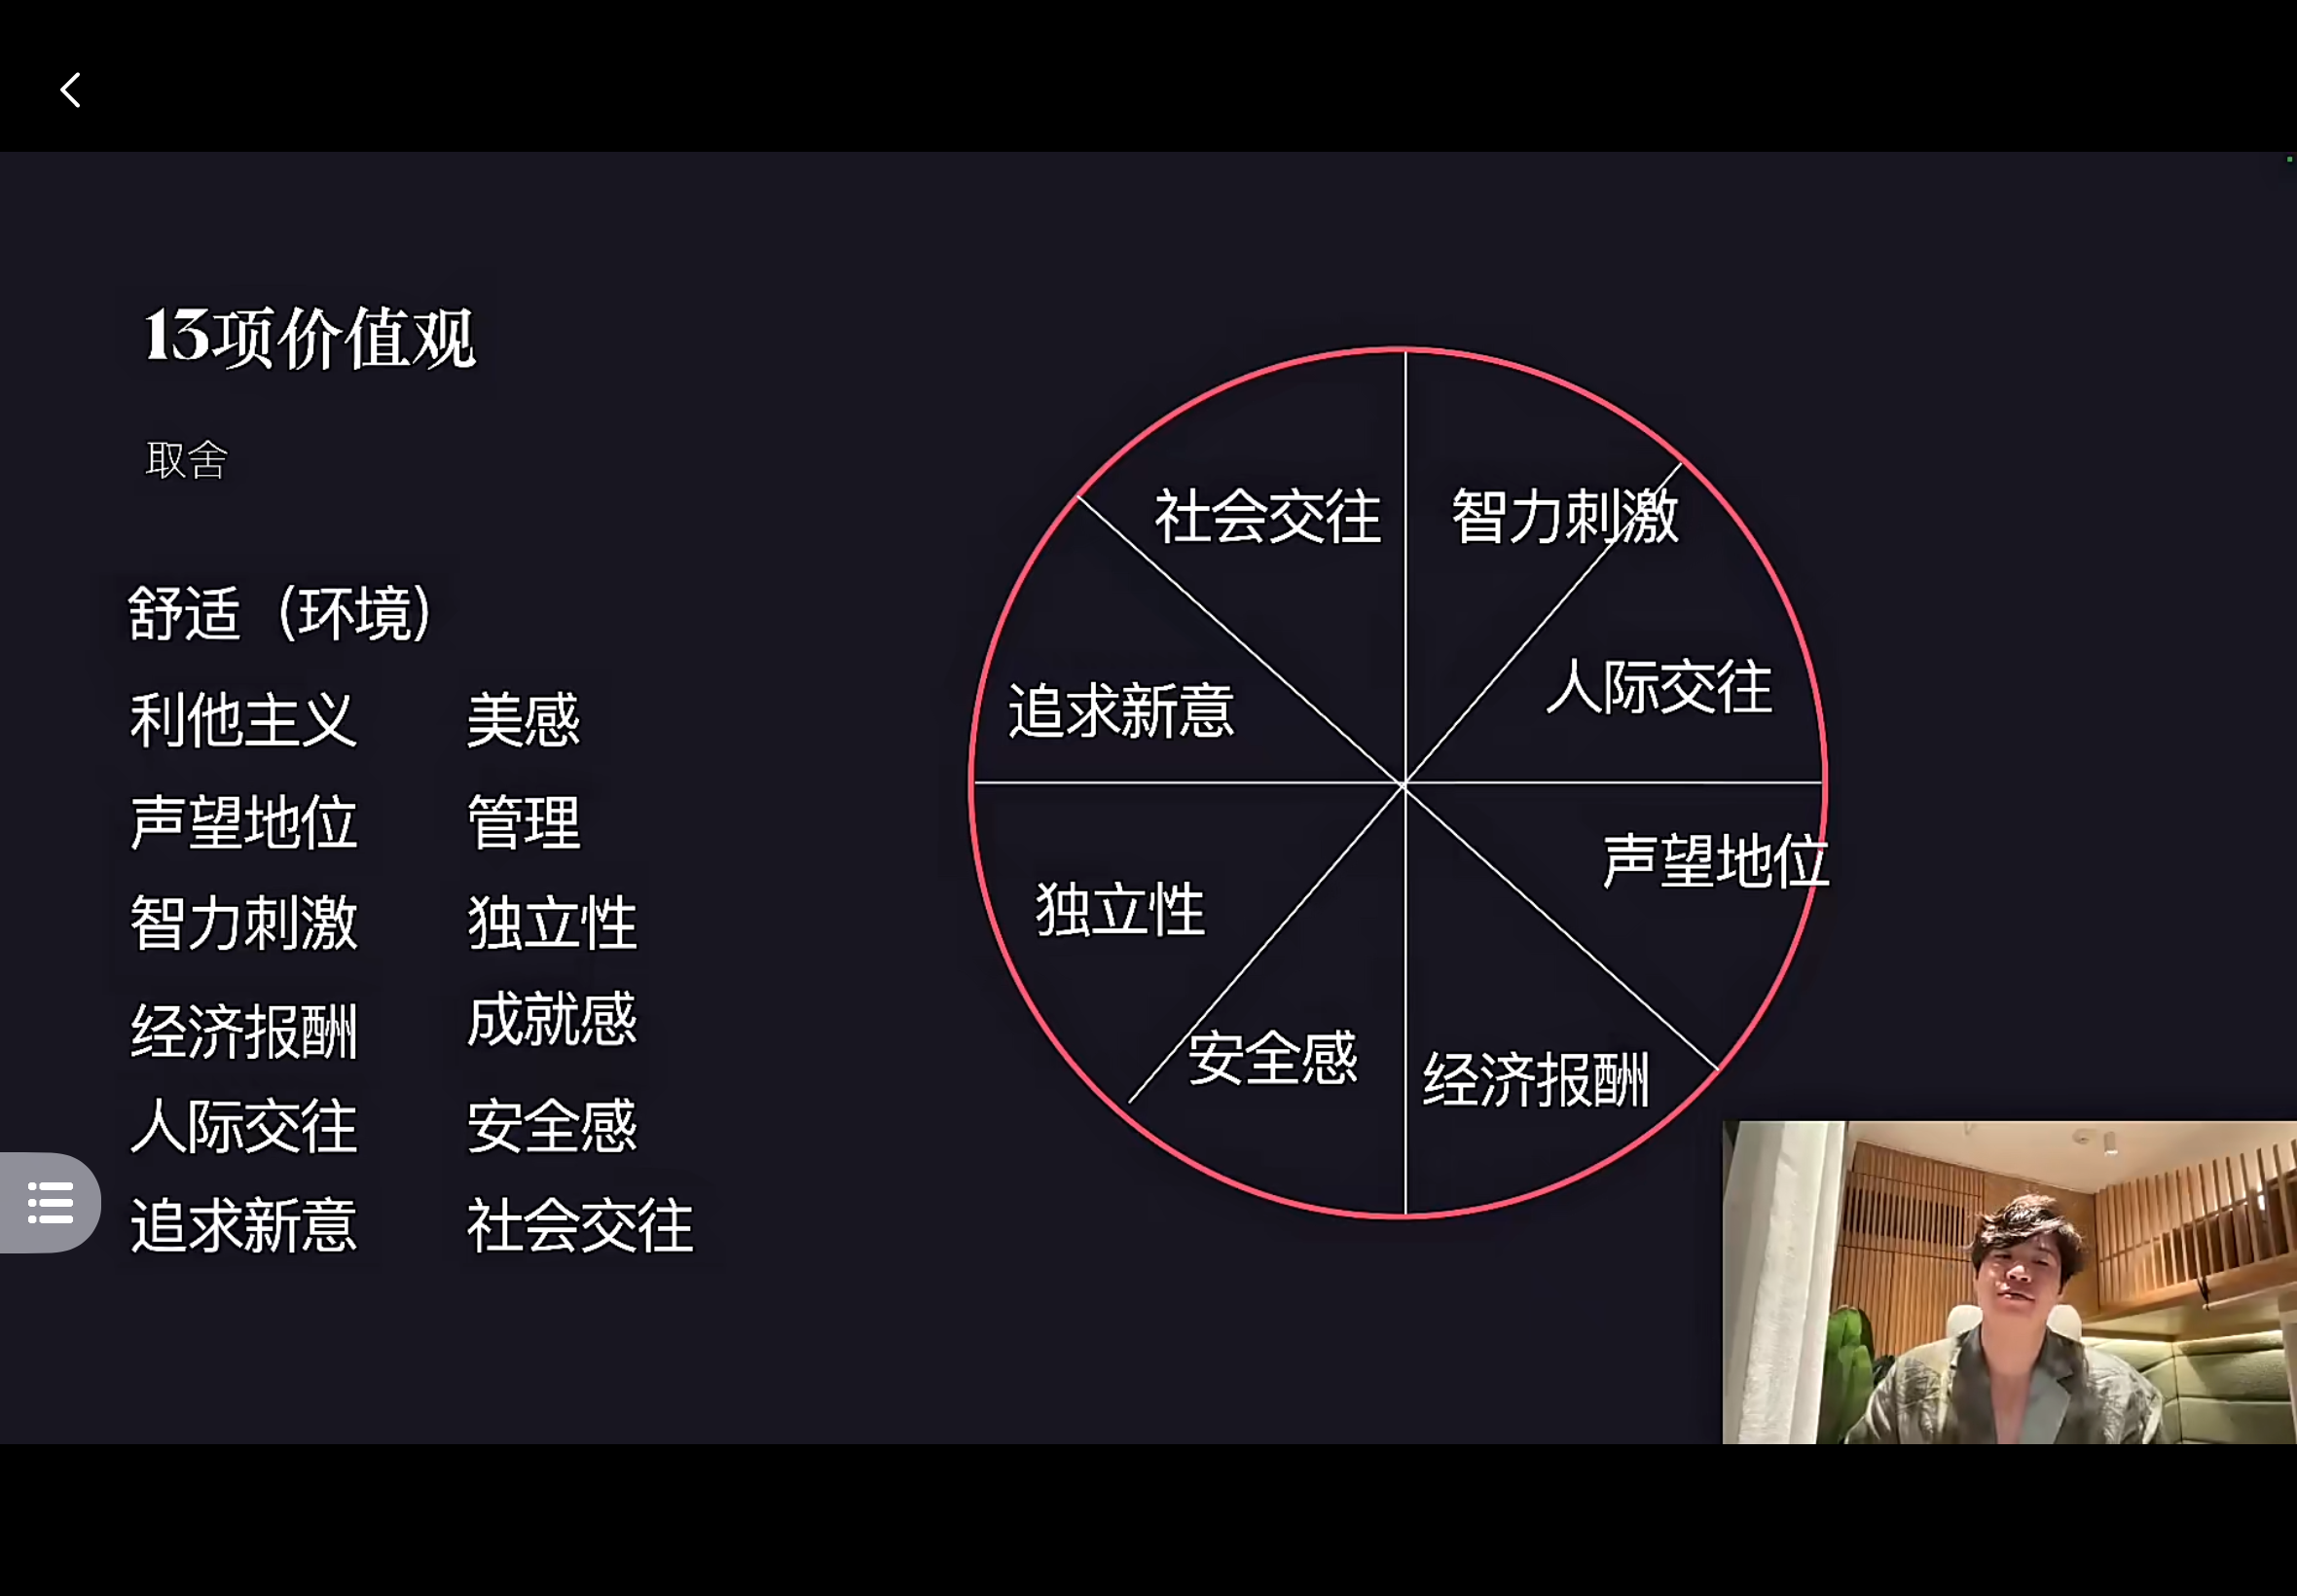 13项价值观
取舍
舒适（环境）
利他主义
美感
声望地位
管理
智力刺激
独立性
经济报酬
成就感
人际交往
安全感
追求新意
社会交往
社会交往
智力刺激
人际交往
追求新意
声望地位
独立性
安全感
经济报酬